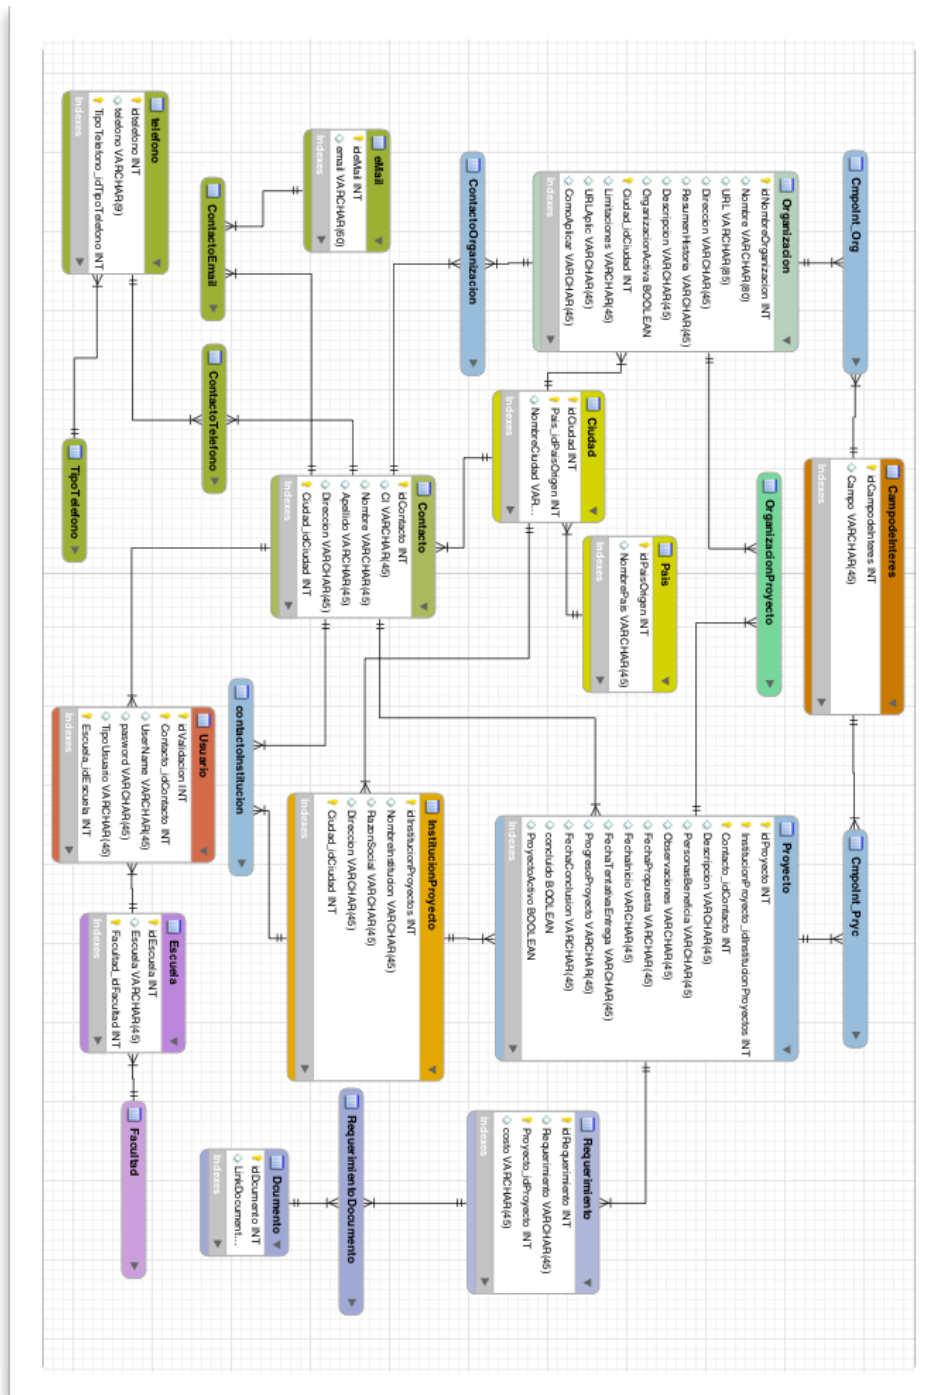 Cmpoint_Org
CampodeInteres
idCampodeInteres INT
Campo VARCHAR(45)
Indexes
CmpoInt_Pryc
Organizacion
idNombreOrganizacion INT
Nombre VARCHAR(80)
URL VARCHAR(85)
Direccion VARCHAR(45)
ResumenHistoria VARCHAR(45)
Descripcion VARCHAR(45)
OrganizacionActiva BOOLEAN
Ciudad_idCiudad INT
Limitaciones VARCHAR(45)
URLAplic VARCHAR(45)
ComoAplicar VARCHAR(45)
Indexes
OrganizacionProyecto
Proyecto
idProyecto INT
InstitucionProyecto_idInstitucionProyectos INT
Contacto_idContacto INT
Descripcion VARCHAR(45)
PersonasBeneficia VARCHAR(45)
Observaciones VARCHAR(45)
FechaPropuesta VARCHAR(45)
FechaInicio VARCHAR(45)
FechaTentativaEntrega VARCHAR(45)
ProgresoProyecto VARCHAR(45)
FechaConclusion VARCHAR(45)
concluido BOOLEAN
ProyectoActivo BOOLEAN
Indexes
Pais
idPaisOrigen INT
NombrePais VARCHAR(45)
Indexes
Ciudad
idCiudad INT
Pais_idPaisOrigen INT
NombreCiudad VAR...
Indexes
Requerimiento
idRequerimiento INT
Requerimiento VARCHAR(45)
Proyecto_idProyecto INT
costo VARCHAR(45)
Indexes
ContactoOrganizacion
Contacto
idContacto INT
CI VARCHAR(45)
Nombre VARCHAR(45)
Apellido VARCHAR(45)
Direccion VARCHAR(45)
Ciudad_idCiudad INT
Indexes
InstitucionProyecto
idInstitucionProyectos INT
NombreInstitucion VARCHAR(45)
RazonSocial VARCHAR(45)
Direccion VARCHAR(45)
Ciudad_idCiudad INT
Indexes
eMail
ideMail INT
email VARCHAR(60)
Indexes
RequerimientoDocumento
Dcumento
idDcumento INT
LinkDocument...
Indexes
ContactoEmail
ContactoTelefono
contactoInstitucion
Usuario
idValidacion INT
Contacto_idContacto INT
UserName VARCHAR(45)
pasword VARCHAR(45)
TipoUsuario VARCHAR(45)
Escuela_idEscuela INT
Indexes
Escuela
idEscuela INT
Escuela VARCHAR(45)
Facultad_idFacultad INT
Indexes
Facultad
telefono
idtelefono INT
telefono VARCHAR(9)
TipoTelefono_idTipoTelefono INT
Indexes
TipoTelefono